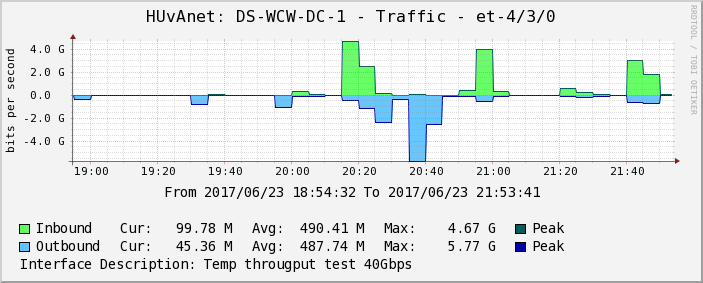 HUvAnet: DS-WCW-DC-1 - Traffic - et-4/3/0
RRDTOOL / TOBI OETIKER
bits per second
4.0 G
2.0 G
0.0
-2.0 G
-4.0 G
19:00 19:20 19:40 20:00 20:20 20:40 21:00 21:20 21:40
From 2017/06/23 18:54:32 To 2017/06/23 21:53:41
Inbound Cur: 99.78 M Avg: 490.41 M Max: 4.67 G Peak
Outbound Cur: 45.36 M Avg: 487.74 M Max: 5.77 G Peak
Interface Description: Temp througput test 40Gbps